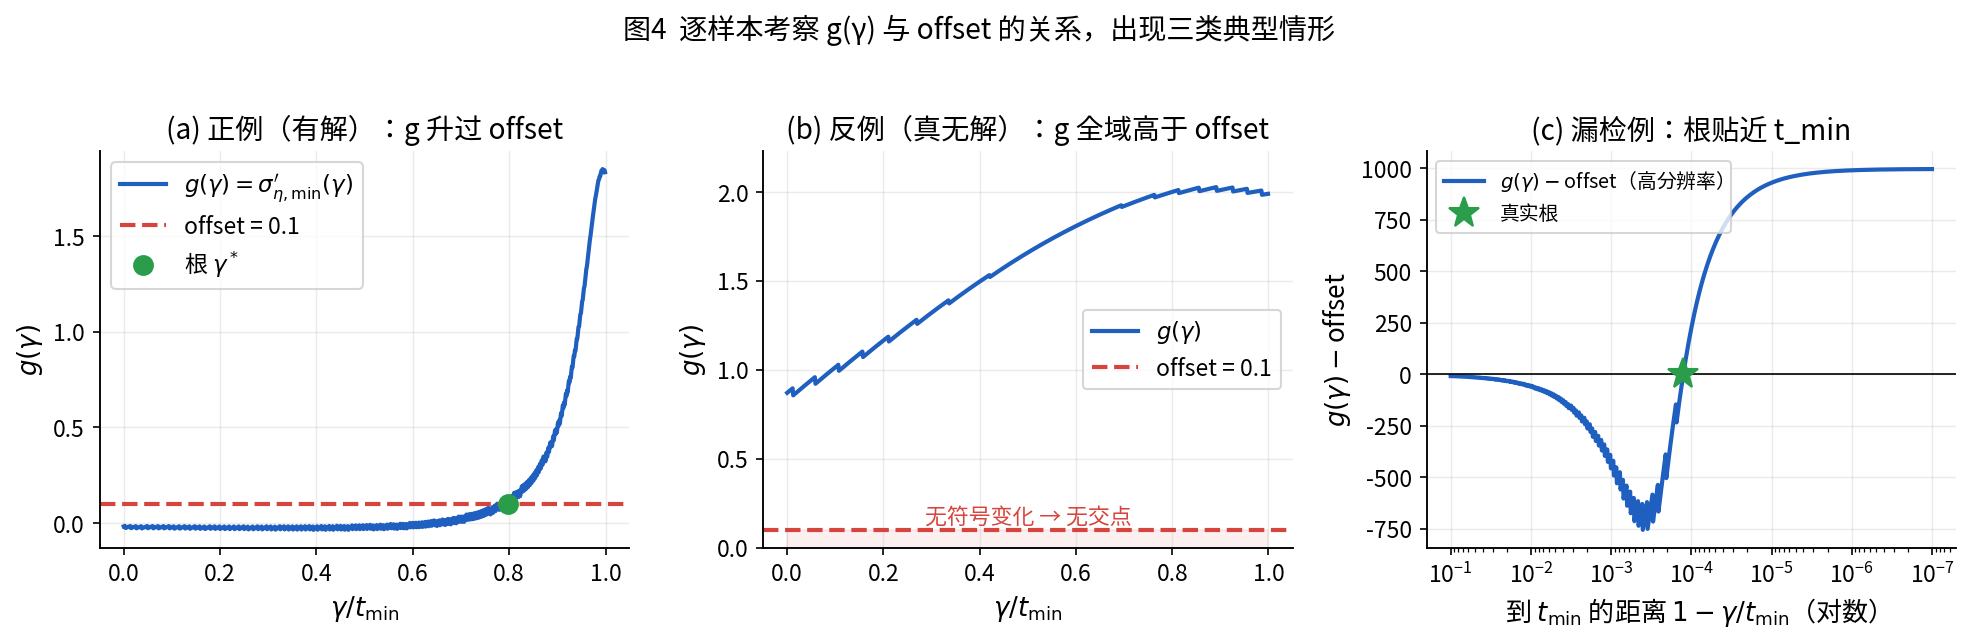 图4 逐样本考察 g(γ) 与 offset 的关系，出现三类典型情形
(a) 正例（有解）：g 升过 offset
g(γ) = σ′η,min(γ)
offset = 0.1
根 γ*
g(γ)
1.5
1.0
0.5
0.0
0.0 0.2 0.4 0.6 0.8 1.0
γ/tmin
(b) 反例（真无解）：g 全域高于 offset
g(γ)
offset = 0.1
无符号变化 → 无交点
g(γ)
2.0
1.5
1.0
0.5
0.0
0.0 0.2 0.4 0.6 0.8 1.0
γ/tmin
(c) 漏检例：根贴近 t_min
g(γ) − offset（高分辨率）
真实根
g(γ) − offset
1000
750
500
250
0
-250
-500
-750
10⁻¹ 10⁻² 10⁻³ 10⁻⁴ 10⁻⁵ 10⁻⁶ 10⁻⁷
到 tmin 的距离 1 − γ/tmin（对数）